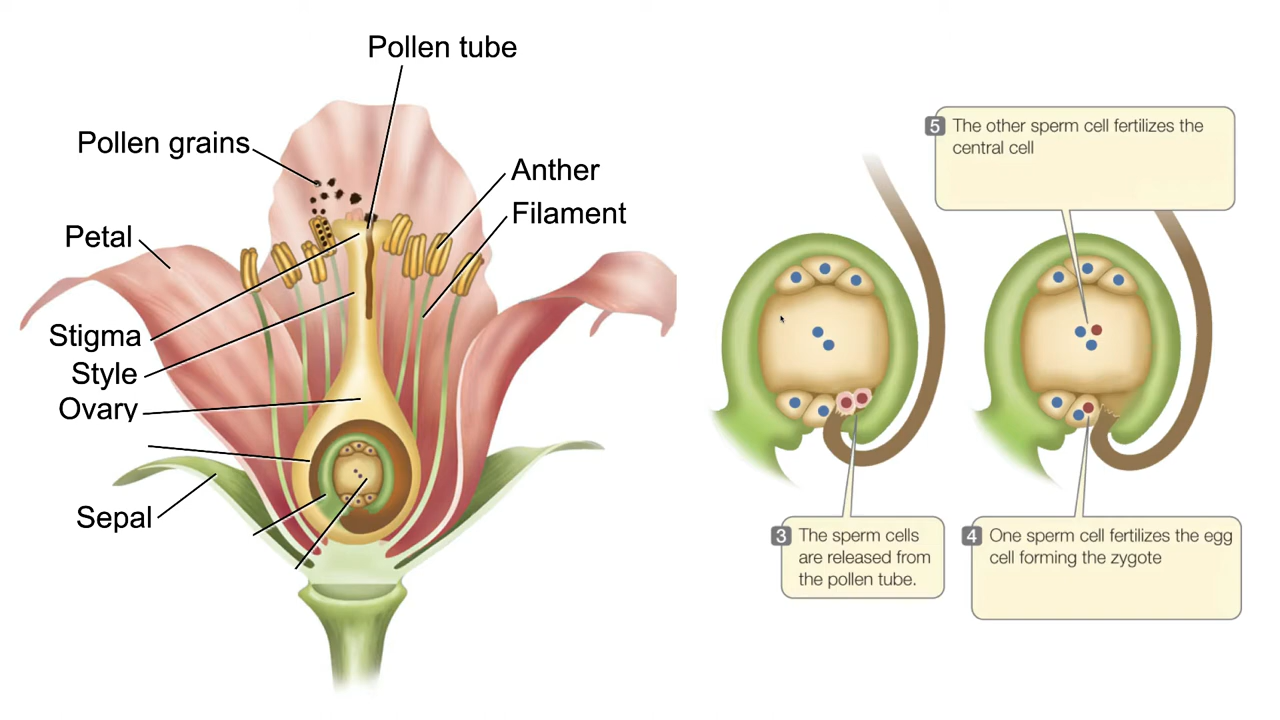 Pollen tube
Pollen grains
Anther
Filament
Petal
Stigma
Style
Ovary
Sepal
5 The other sperm cell fertilizes the
central cell
3 The sperm cells
are released from
the pollen tube.
4 One sperm cell fertilizes the egg
cell forming the zygote